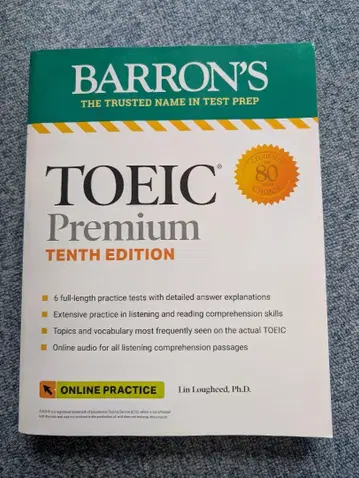 BARRON'S
THE TRUSTED NAME IN TEST PREP
80
TOEIC®
Premium
TENTH EDITION
6 full-length practice tests with detailed answer explanations
Extensive practice in listening and reading comprehension skills
Topics and vocabulary most frequently seen on the actual TOEIC
Online audio for all listening comprehension passages
ONLINE PRACTICE
Lin Lougheed, Ph.D.